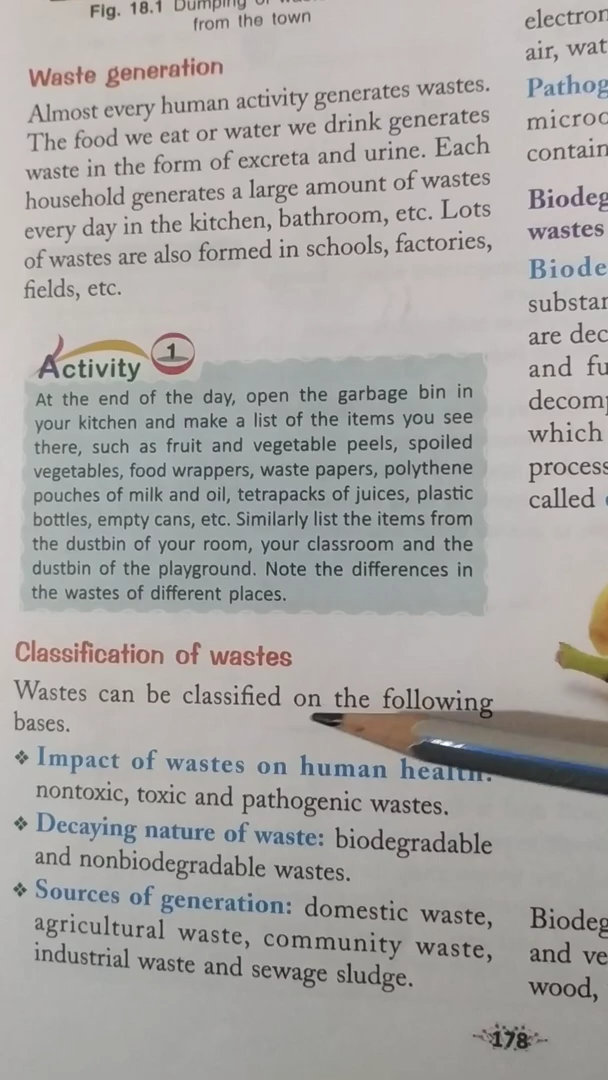 Fig. 18.1 Dumping of
from the town
Waste generation
Almost every human activity generates wastes.
The food we eat or water we drink generates
waste in the form of excreta and urine. Each
household generates a large amount of wastes
every day in the kitchen, bathroom, etc. Lots
of wastes are also formed in schools, factories,
fields, etc.
Activity 1
At the end of the day, open the garbage bin in
your kitchen and make a list of the items you see
there, such as fruit and vegetable peels, spoiled
vegetables, food wrappers, waste papers, polythene
pouches of milk and oil, tetrapacks of juices, plastic
bottles, empty cans, etc. Similarly list the items from
the dustbin of your room, your classroom and the
dustbin of the playground. Note the differences in
the wastes of different places.
Classification of wastes
Wastes can be classified on the following
bases.
❖ Impact of wastes on human health:
nontoxic, toxic and pathogenic wastes.
❖ Decaying nature of waste: biodegradable
and nonbiodegradable wastes.
❖ Sources of generation: domestic waste,
agricultural waste, community waste,
industrial waste and sewage sludge.
electron
air, wat
Pathog
microo
contain
Biodeg
wastes
Biode
substan
are dec
and fu
decomp
which
process
called
Biodeg
and ve
wood,
178